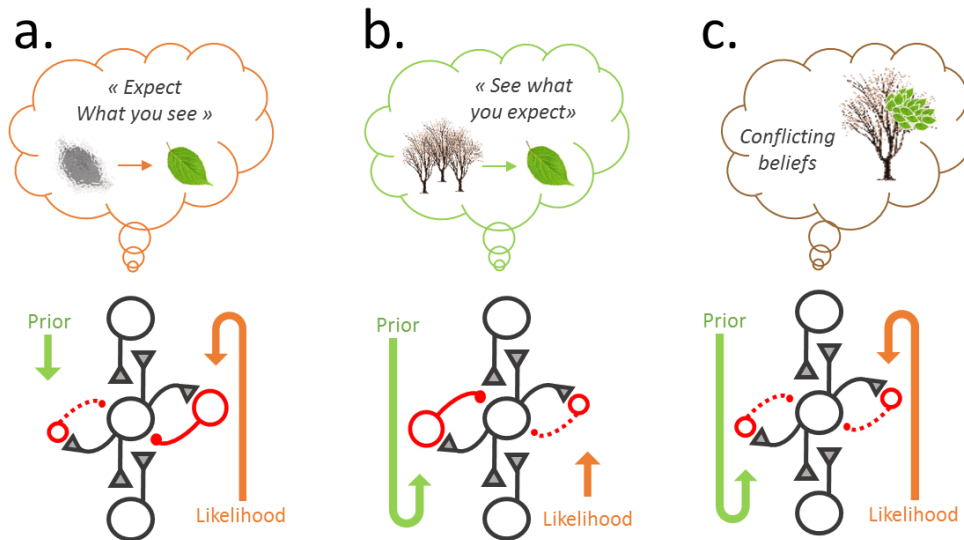 a.
« Expect
What you see »
Prior
Likelihood
b.
« See what
you expect»
Prior
Likelihood
c.
Conflicting
beliefs
Prior
Likelihood